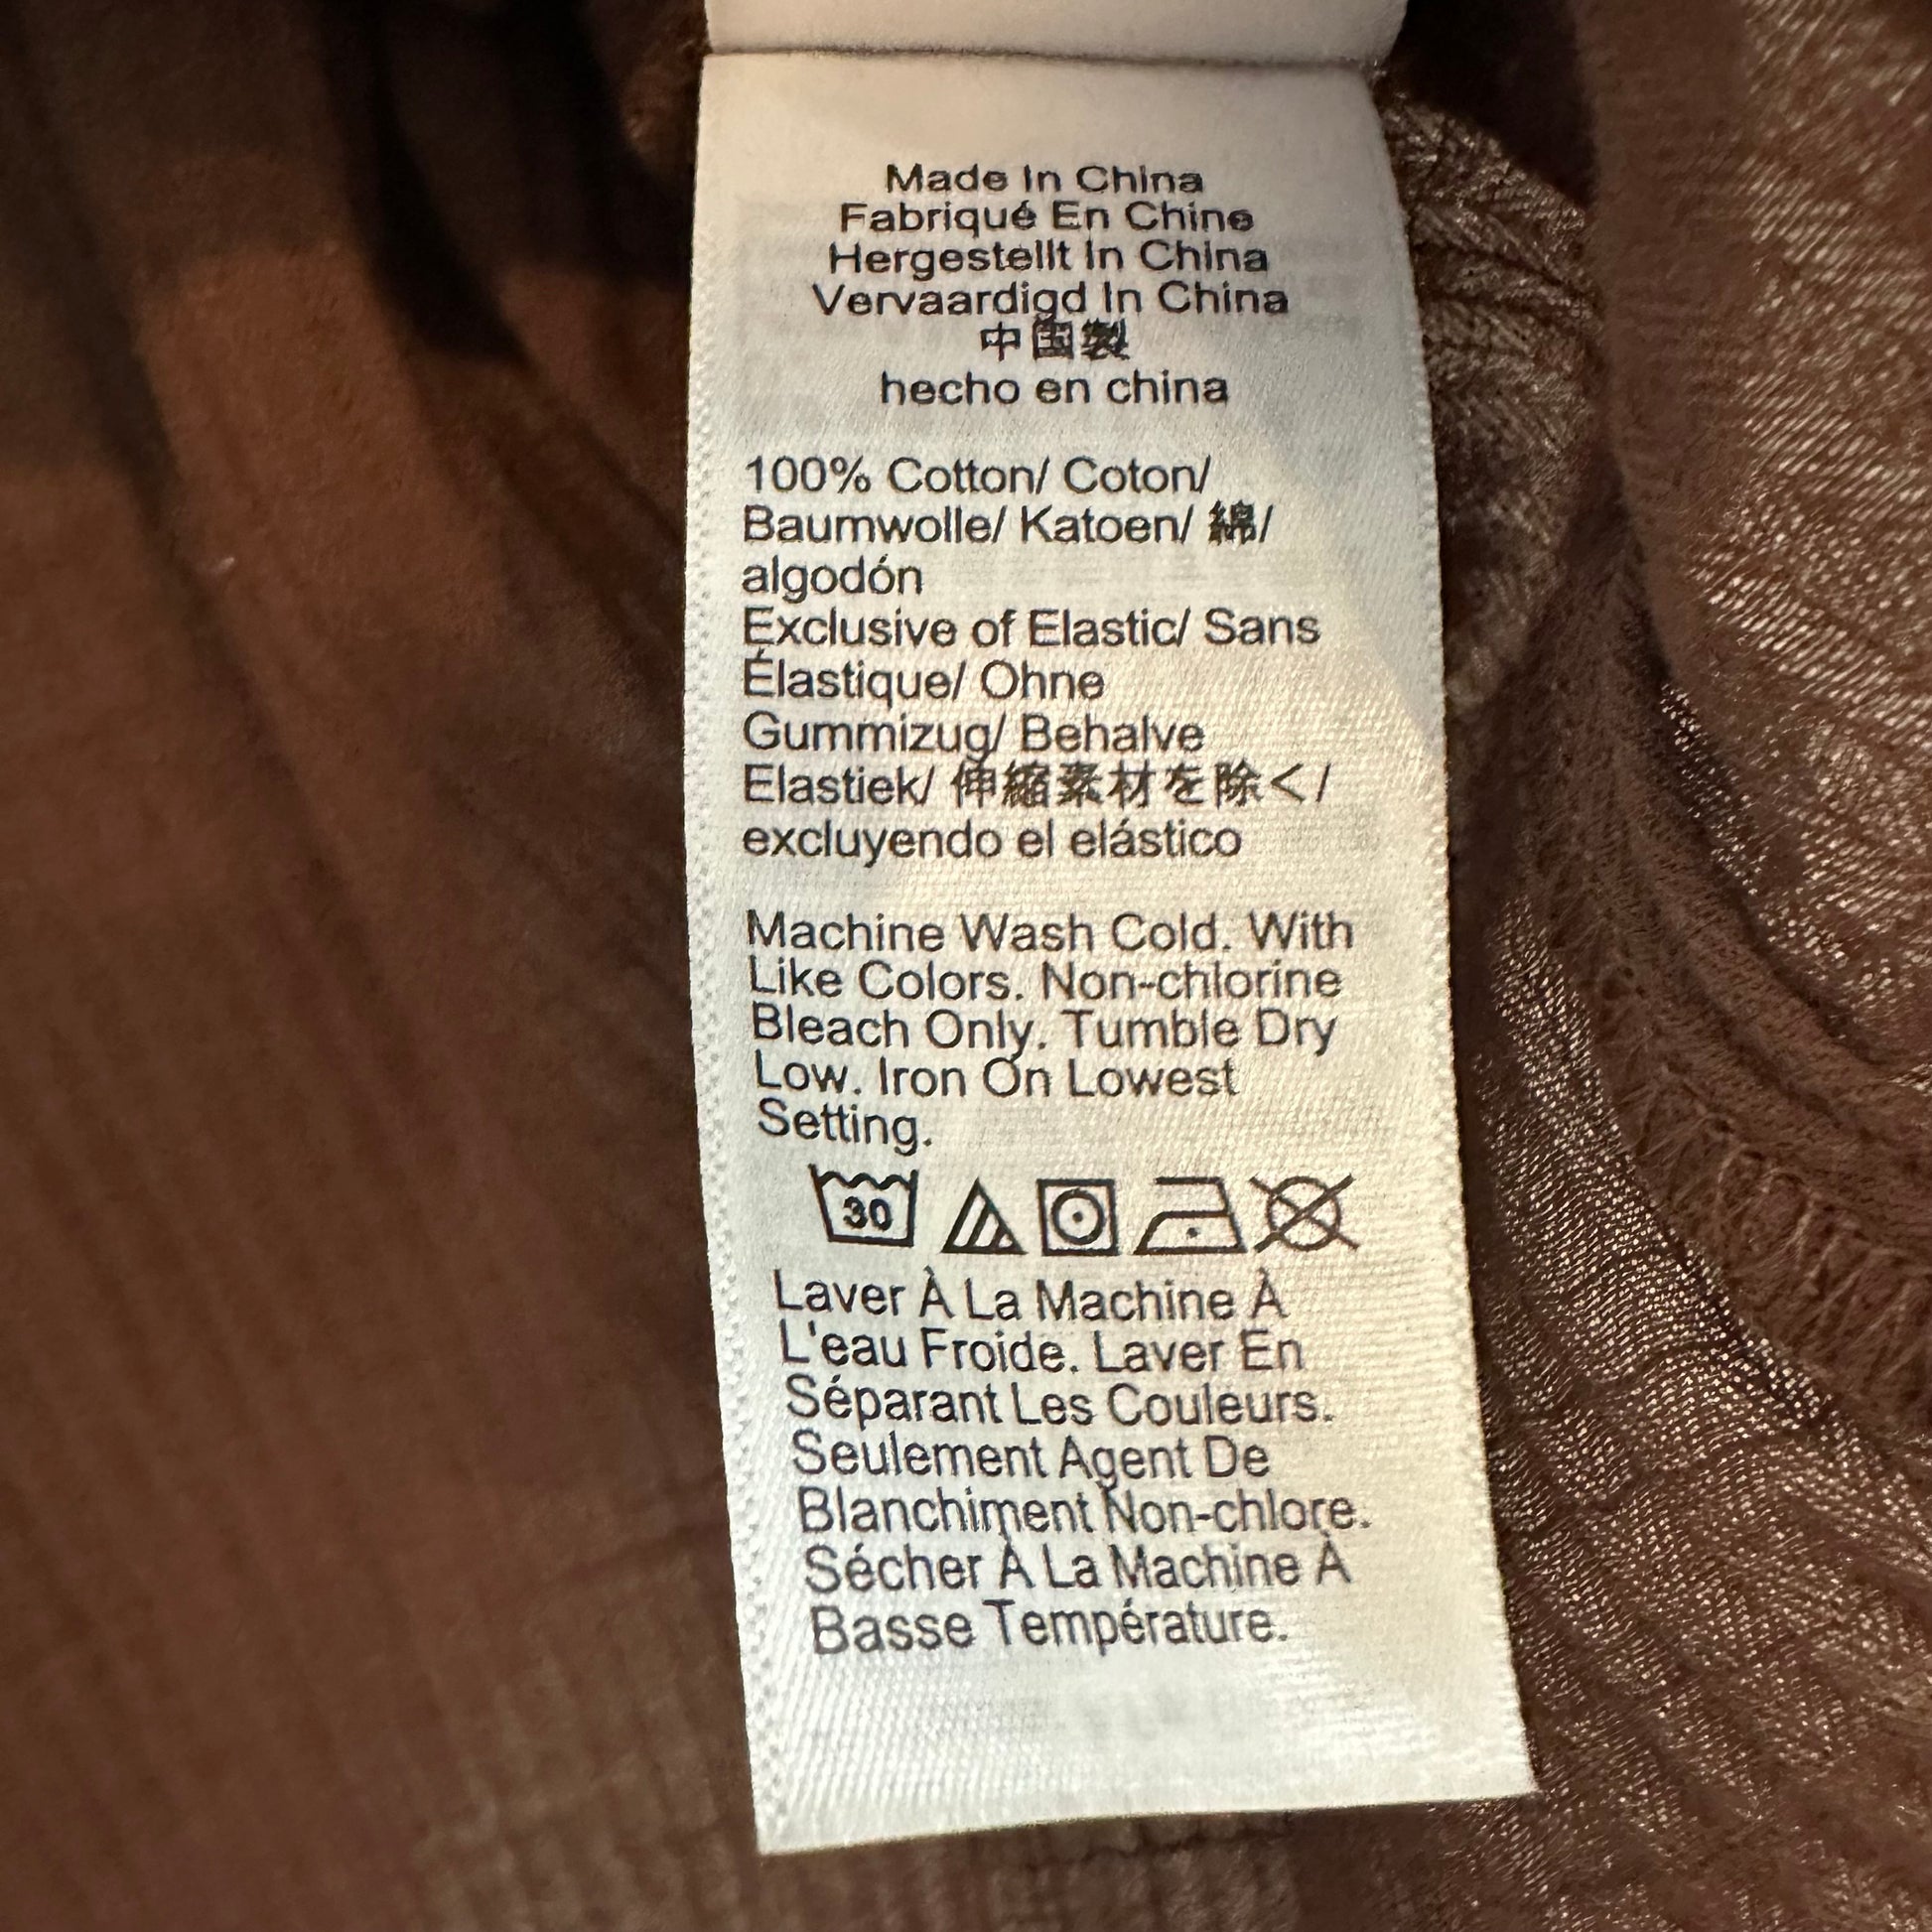 Made In China
Fabriqué En Chine
Hergestellt In China
Vervaardigd In China
中国製
hecho en china
100% Cotton/ Coton/
Baumwolle/ Katoen/ 綿/
algodón
Exclusive of Elastic/ Sans
Élastique/ Ohne
Gummizug/ Behalve
Elastiek/ 伸縮素材を除く/
excluyendo el elástico
Machine Wash Cold. With
Like Colors. Non-chlorine
Bleach Only. Tumble Dry
Low. Iron On Lowest
Setting.
30
Laver À La Machine À
L'eau Froide. Laver En
Séparant Les Couleurs.
Seulement Agent De
Blanchiment Non-chlore.
Sécher À La Machine À
Basse Température.